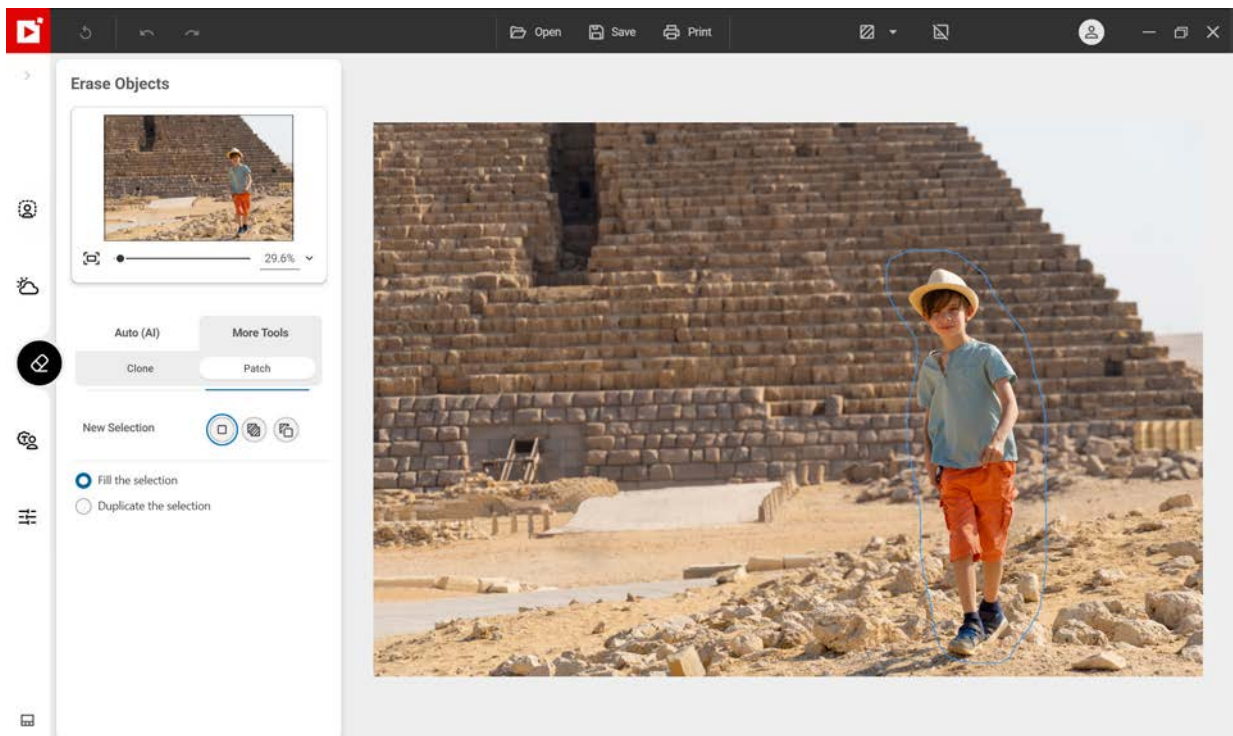 Open Save Print
Erase Objects
29.6%
Auto (AI) More Tools
Clone Patch
New Selection
Fill the selection
Duplicate the selection